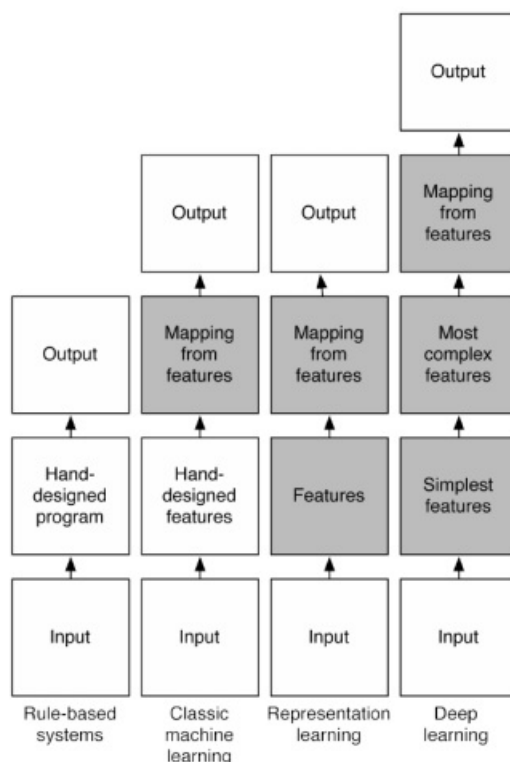 Output
Mapping
from
features
Most
complex
features
Simplest
features
Input
Deep
learning
Output
Mapping
from
features
Features
Input
Representation
learning
Output
Mapping
from
features
Hand-
designed
features
Input
Classic
machine
learning
Output
Hand-
designed
program
Input
Rule-based
systems